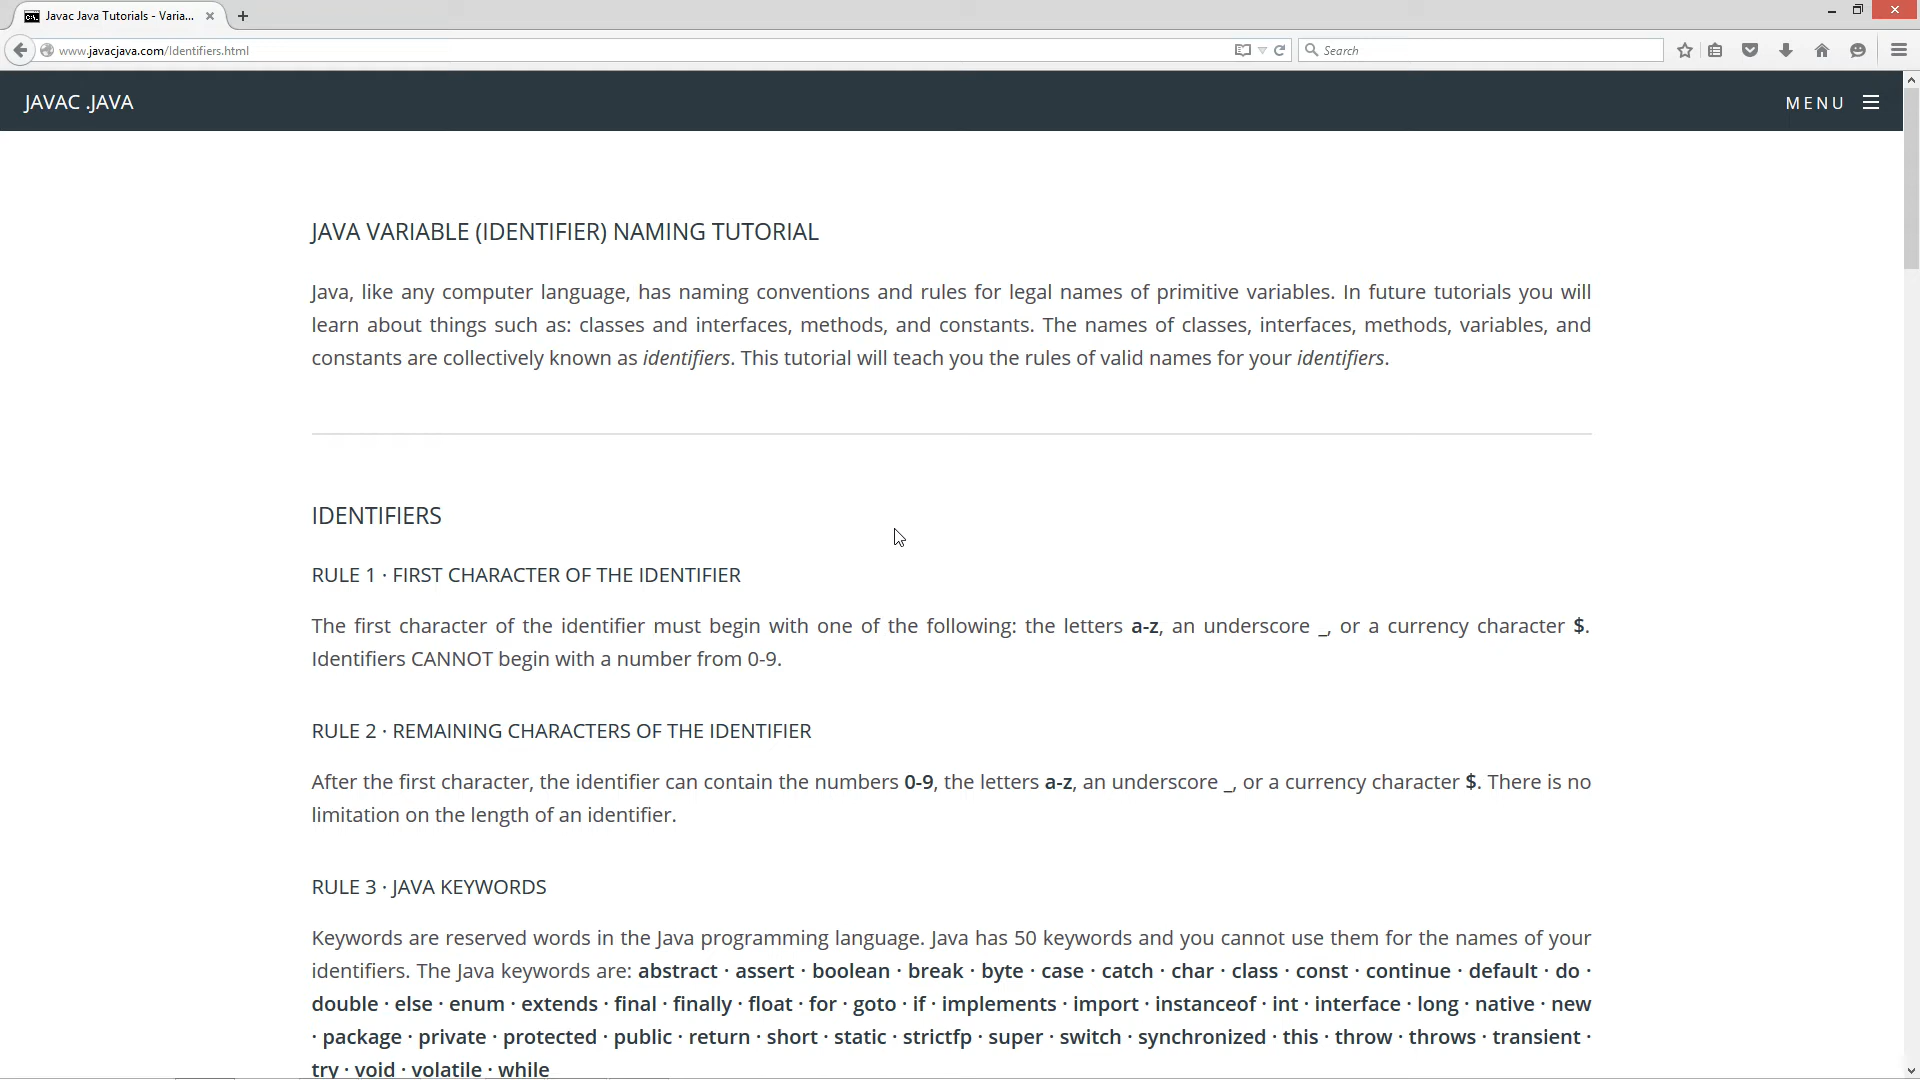 Javac Java Tutorials - Varia...
www.javacjava.com/Identifiers.html
Search
JAVAC .JAVA
MENU
JAVA VARIABLE (IDENTIFIER) NAMING TUTORIAL
Java, like any computer language, has naming conventions and rules for legal names of primitive variables. In future tutorials you will
learn about things such as: classes and interfaces, methods, and constants. The names of classes, interfaces, methods, variables, and
constants are collectively known as identifiers. This tutorial will teach you the rules of valid names for your identifiers.
IDENTIFIERS
RULE 1 · FIRST CHARACTER OF THE IDENTIFIER
The first character of the identifier must begin with one of the following: the letters a-z, an underscore _, or a currency character $.
Identifiers CANNOT begin with a number from 0-9.
RULE 2 · REMAINING CHARACTERS OF THE IDENTIFIER
After the first character, the identifier can contain the numbers 0-9, the letters a-z, an underscore _, or a currency character $. There is no
limitation on the length of an identifier.
RULE 3 · JAVA KEYWORDS
Keywords are reserved words in the Java programming language. Java has 50 keywords and you cannot use them for the names of your
identifiers. The Java keywords are: abstract · assert · boolean · break · byte · case · catch · char · class · const · continue · default · do ·
double · else · enum · extends · final · finally · float · for · goto · if · implements · import · instanceof · int · interface · long · native · new
· package · private · protected · public · return · short · static · strictfp · super · switch · synchronized · this · throw · throws · transient ·
try · void · volatile · while